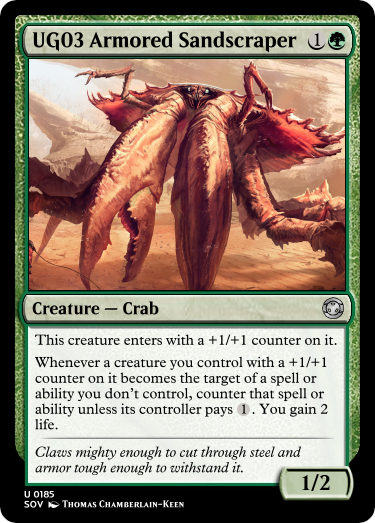 UG03 Armored Sandscraper 1
Creature — Crab
This creature enters with a +1/+1 counter on it.
Whenever a creature you control with a +1/+1
counter on it becomes the target of a spell or
ability you don't control, counter that spell or
ability unless its controller pays 1. You gain 2
life.
Claws mighty enough to cut through steel and
armor tough enough to withstand it.
1/2
U 0185
SOV Thomas Chamberlain-Keen